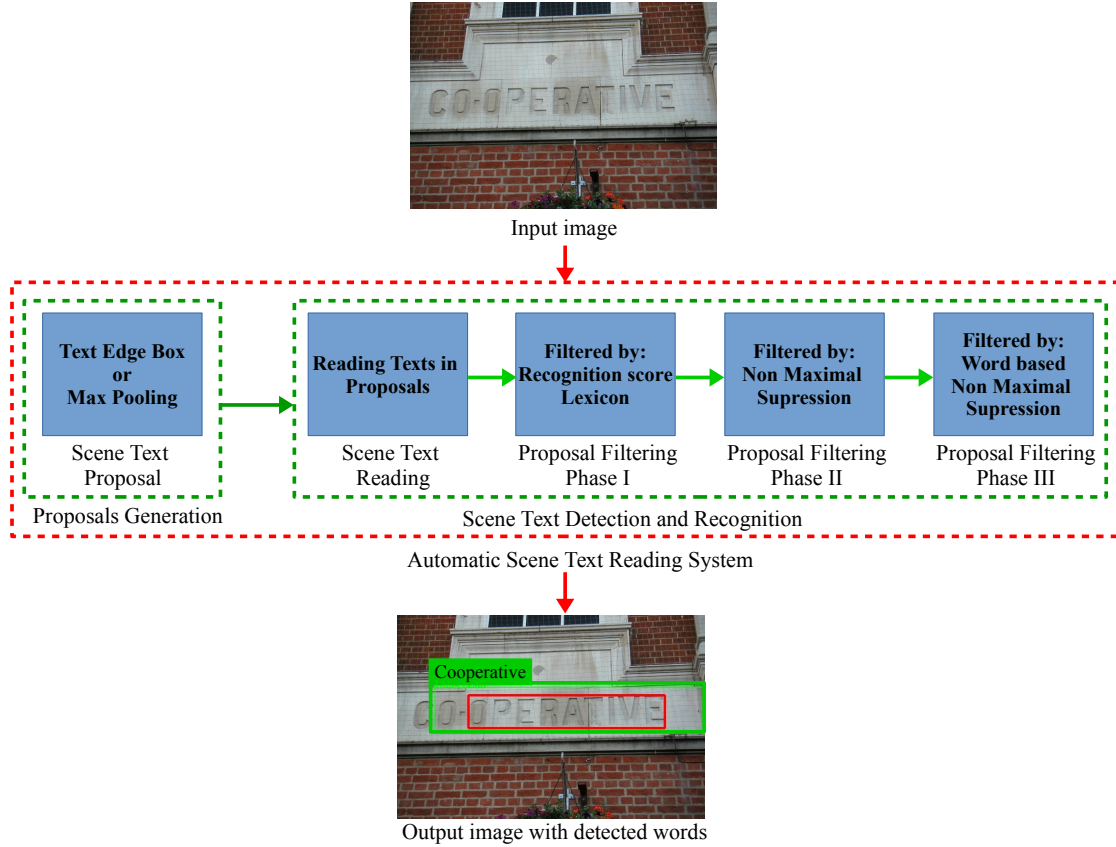 CO-OPERATIVE
Input image
Text Edge Box
or
Max Pooling
Scene Text
Proposal
Proposals Generation
Reading Texts in
Proposals
Scene Text
Reading
Filtered by:
Recognition score
Lexicon
Proposal Filtering
Phase I
Filtered by:
Non Maximal
Supression
Proposal Filtering
Phase II
Filtered by:
Word based
Non Maximal
Supression
Proposal Filtering
Phase III
Scene Text Detection and Recognition
Automatic Scene Text Reading System
Cooperative
CO-OPERATIVE
Output image with detected words